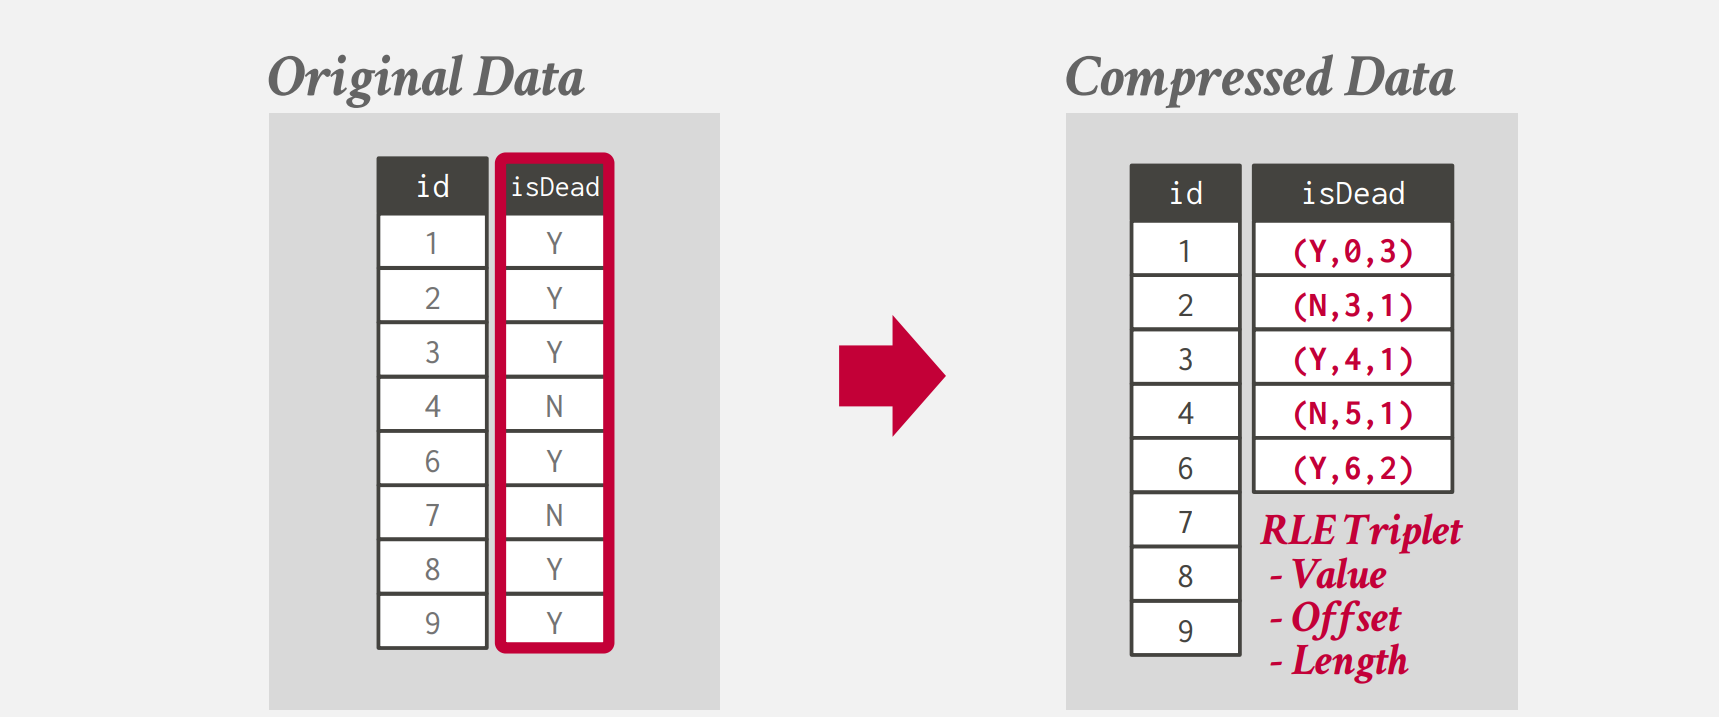 Original Data
id isDead
1 Y
2 Y
3 Y
4 N
6 Y
7 N
8 Y
9 Y
Compressed Data
id isDead
1 (Y,0,3)
2 (N,3,1)
3 (Y,4,1)
4 (N,5,1)
6 (Y,6,2)
7
8
9
RLE Triplet
- Value
- Offset
- Length